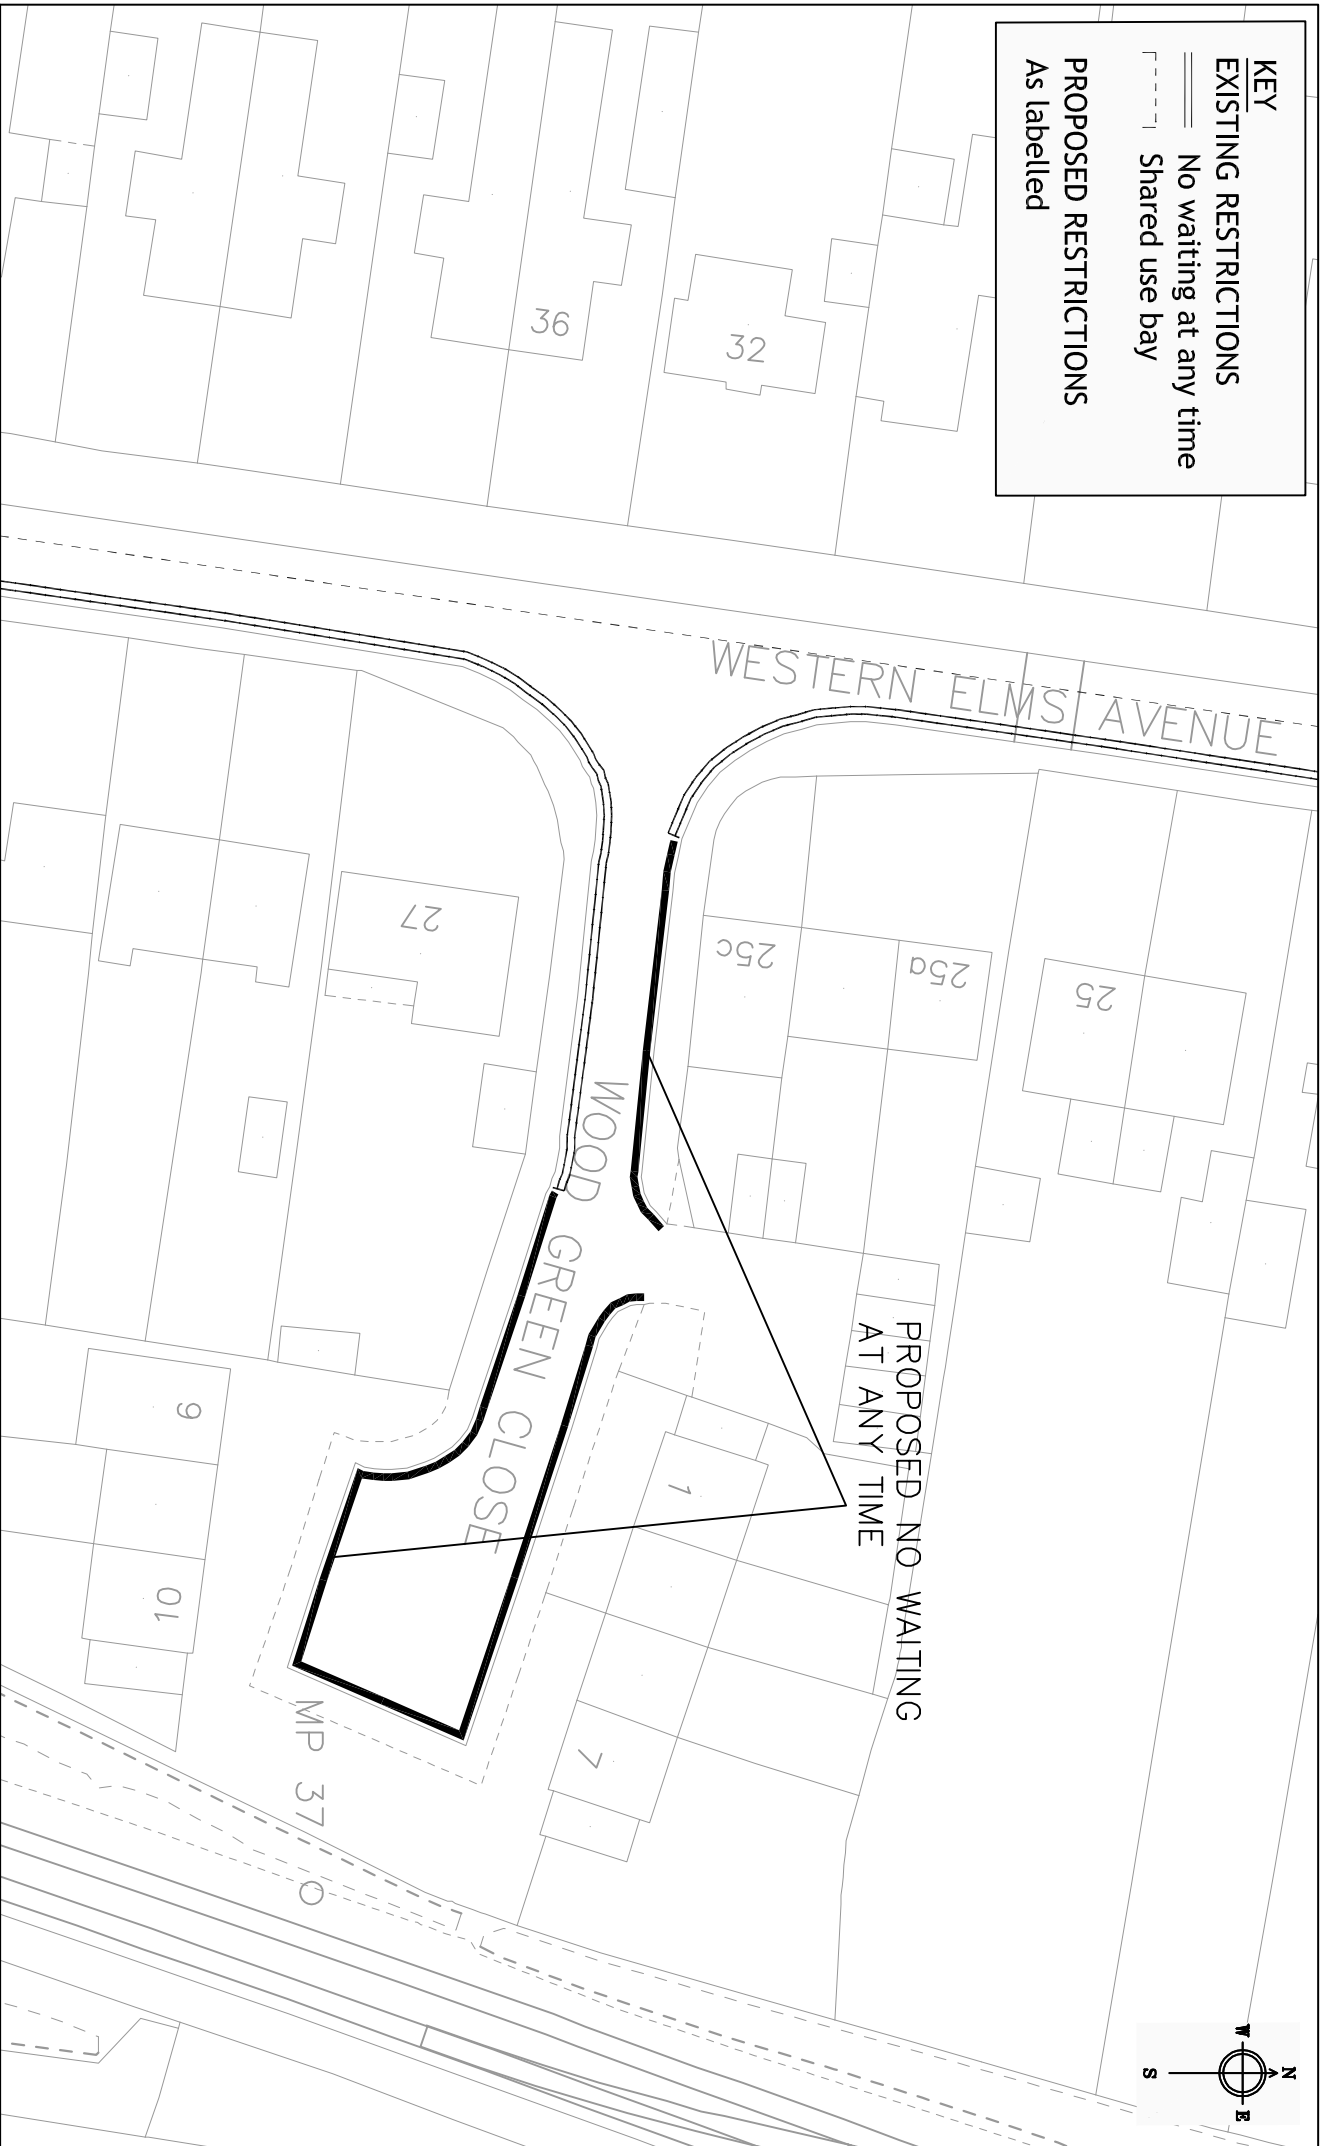 KEY
EXISTING RESTRICTIONS
No waiting at any time
Shared use bay
PROPOSED RESTRICTIONS
As labelled
36
32
WESTERN ELMS AVENUE
27
25c
25a
25
WOOD GREEN CLOSE
PROPOSED NO WAITING
AT ANY TIME
1
7
9
10
MP 37
N
W
E
S